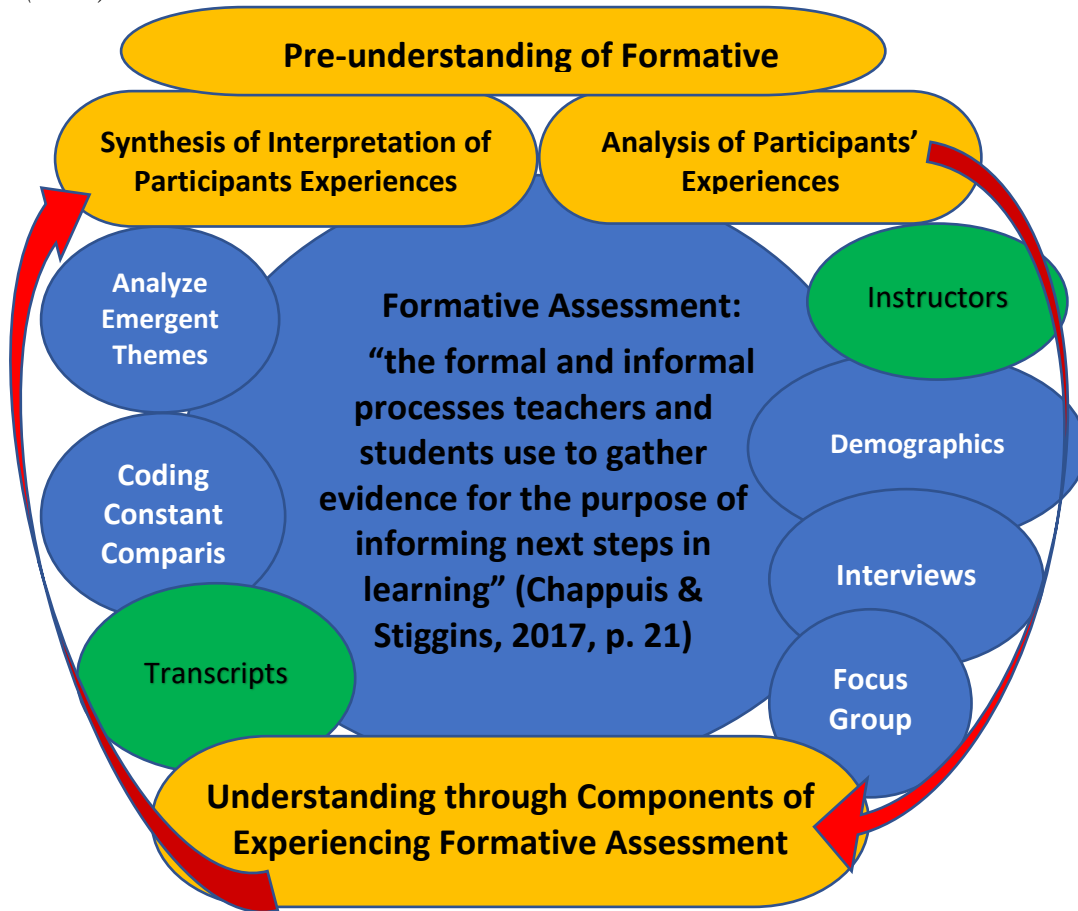 Pre-understanding of Formative
Synthesis of Interpretation of
Participants Experiences
Analysis of Participants’
Experiences
Analyze
Emergent
Themes
Coding
Constant
Comparis
Transcripts
Formative Assessment:
“the formal and informal
processes teachers and
students use to gather
evidence for the purpose of
informing next steps in
learning” (Chappuis &
Stiggins, 2017, p. 21)
Instructors
Demographics
Interviews
Focus
Group
Understanding through Components of
Experiencing Formative Assessment